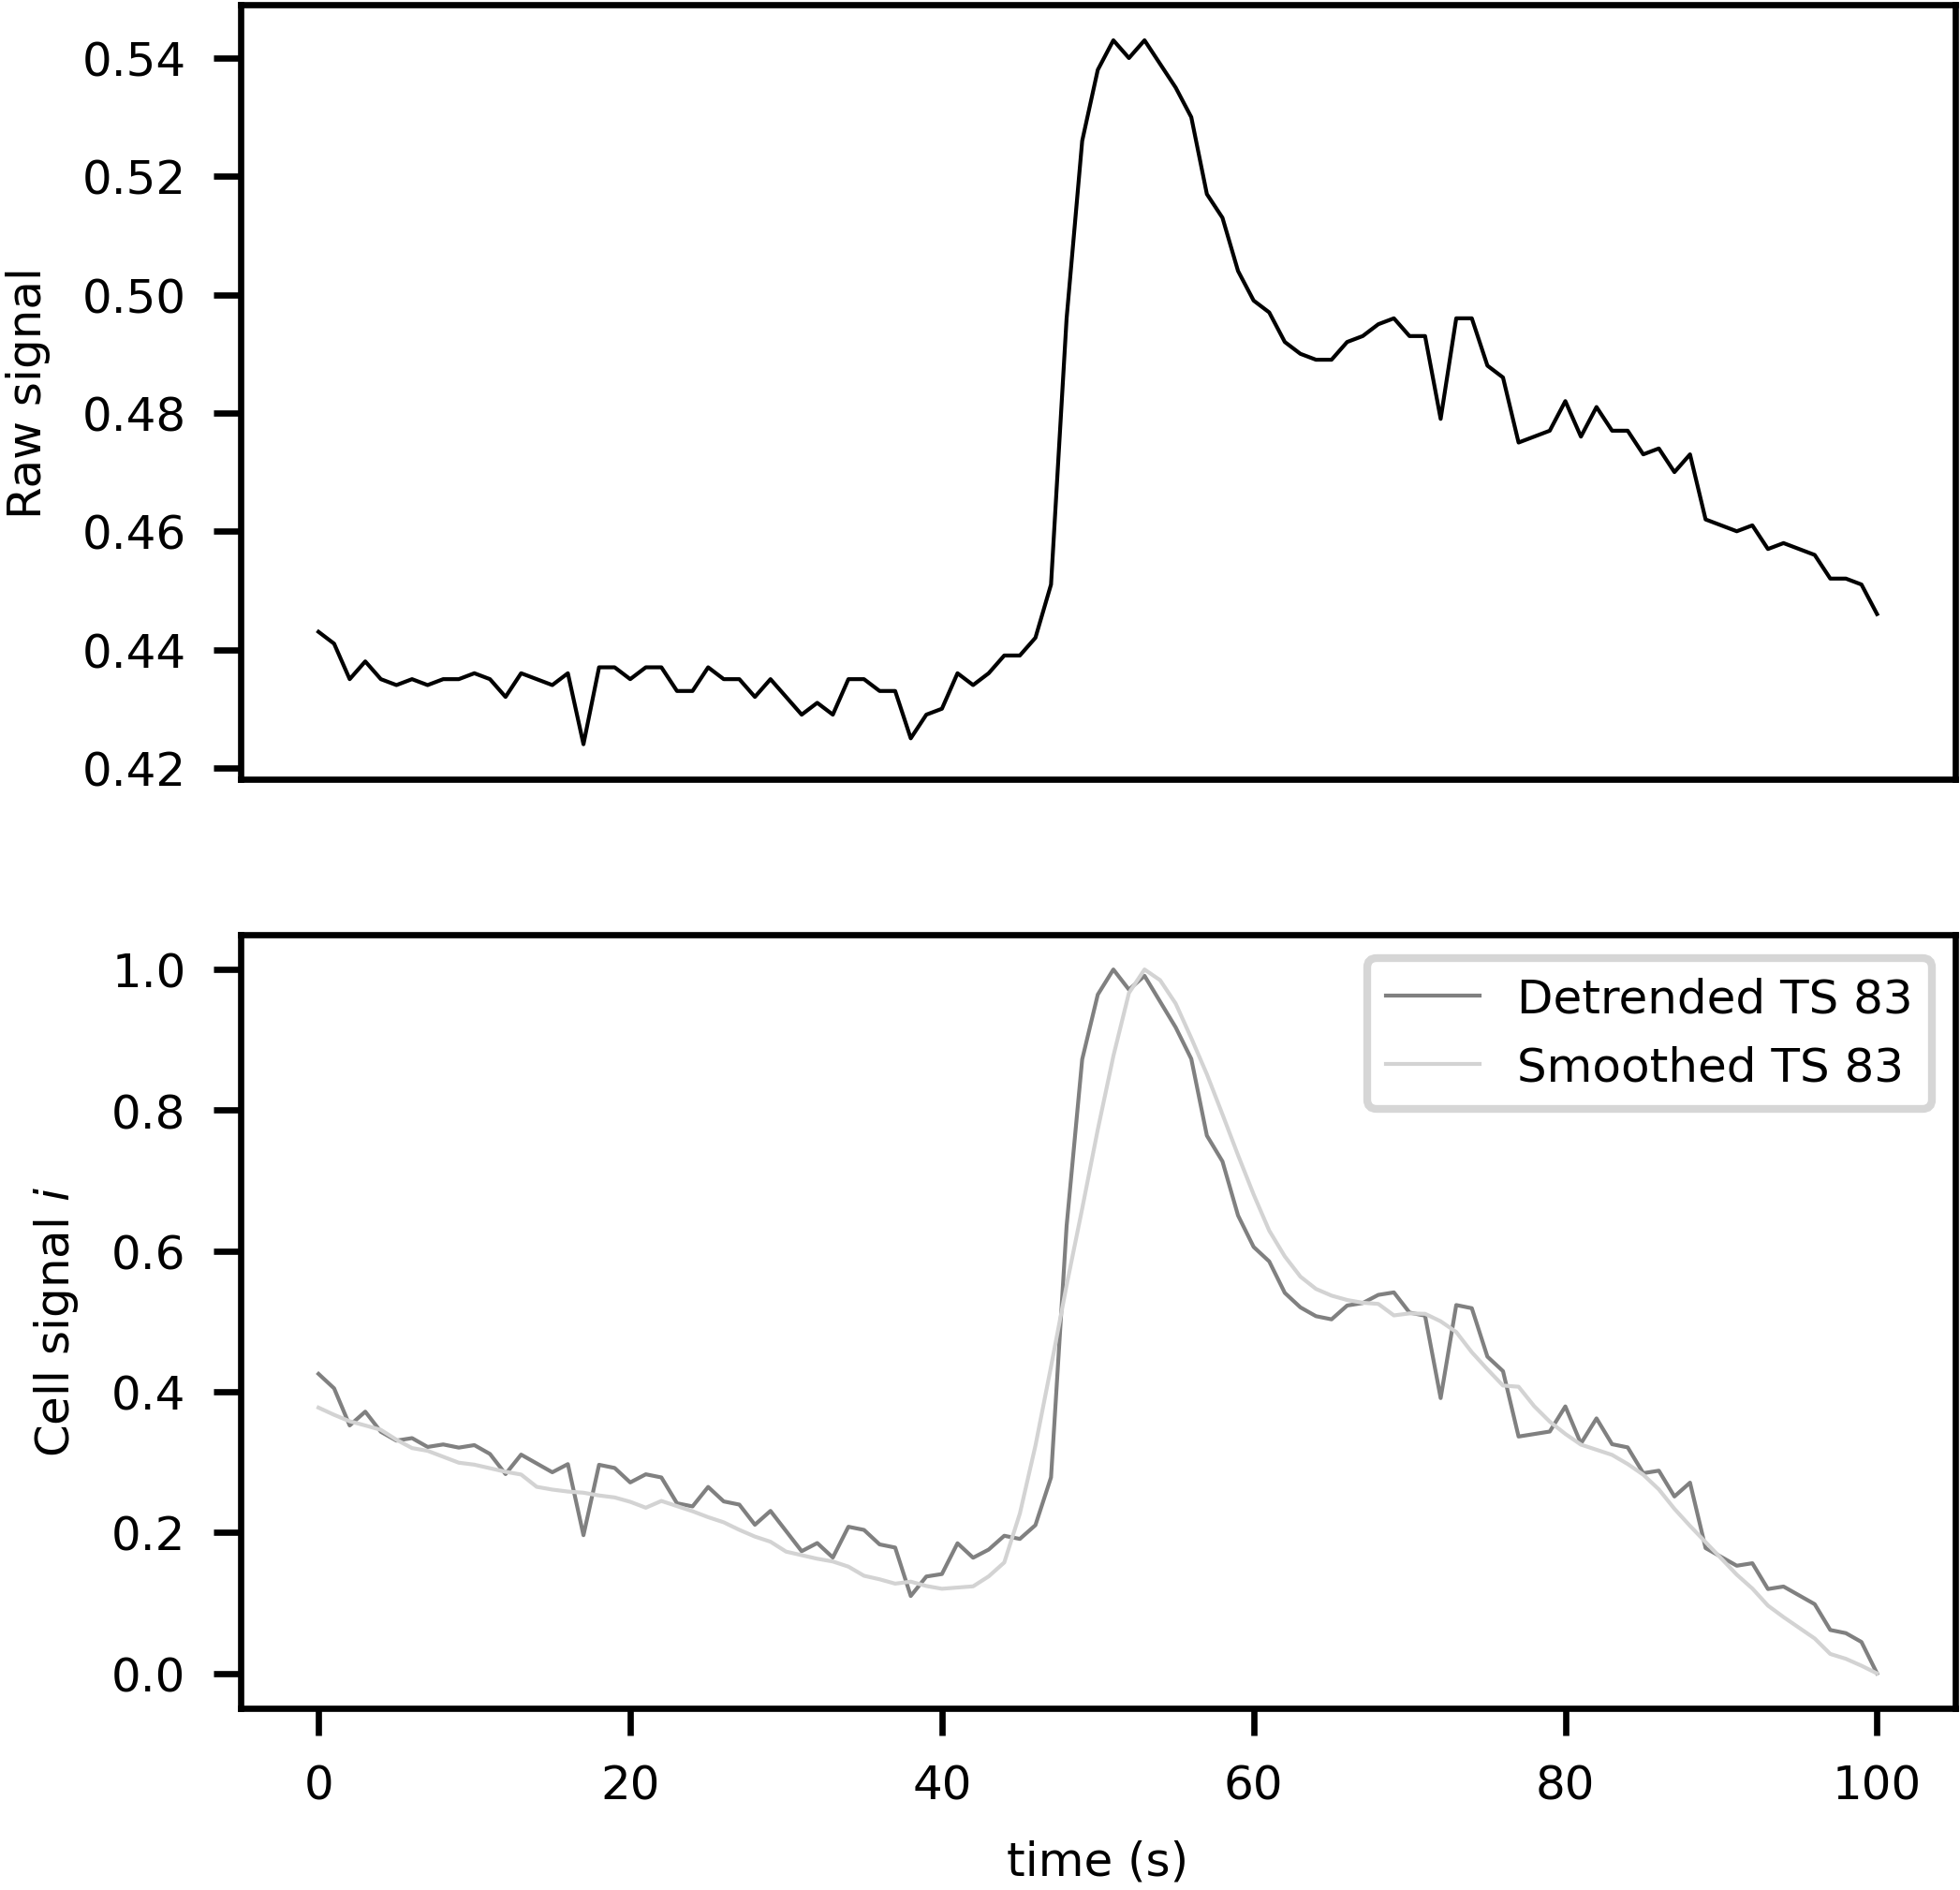 Raw signal
0.54
0.52
0.50
0.48
0.46
0.44
0.42
Cell signal i
1.0
0.8
0.6
0.4
0.2
0.0
Detrended TS 83
Smoothed TS 83
0 20 40 60 80 100
time (s)